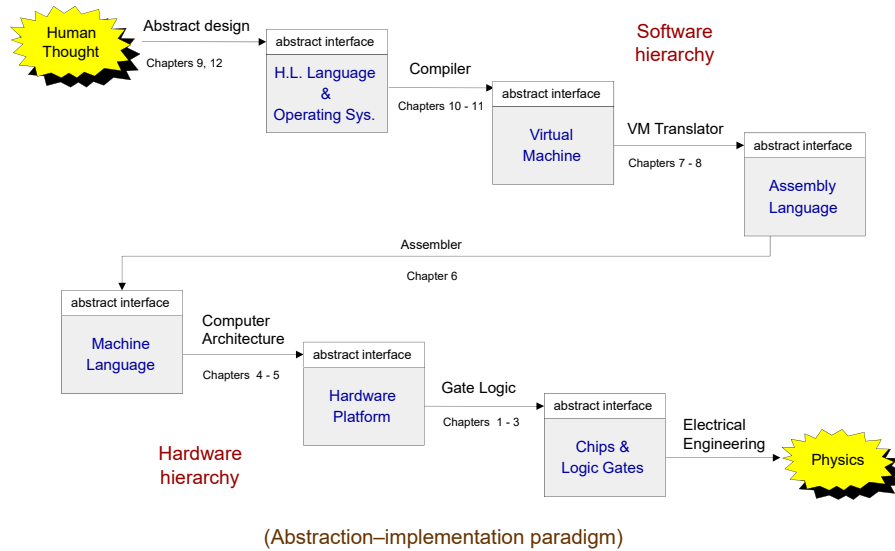 Human
Thought
Abstract design
Chapters 9, 12
abstract interface
H.L. Language
&
Operating Sys.
Compiler
Chapters 10 - 11
Software
hierarchy
abstract interface
Virtual
Machine
VM Translator
Chapters 7 - 8
abstract interface
Assembly
Language
Assembler
Chapter 6
abstract interface
Machine
Language
Computer
Architecture
Chapters 4 - 5
abstract interface
Hardware
Platform
Gate Logic
Chapters 1 - 3
abstract interface
Chips &
Logic Gates
Electrical
Engineering
Physics
Hardware
hierarchy
(Abstraction–implementation paradigm)